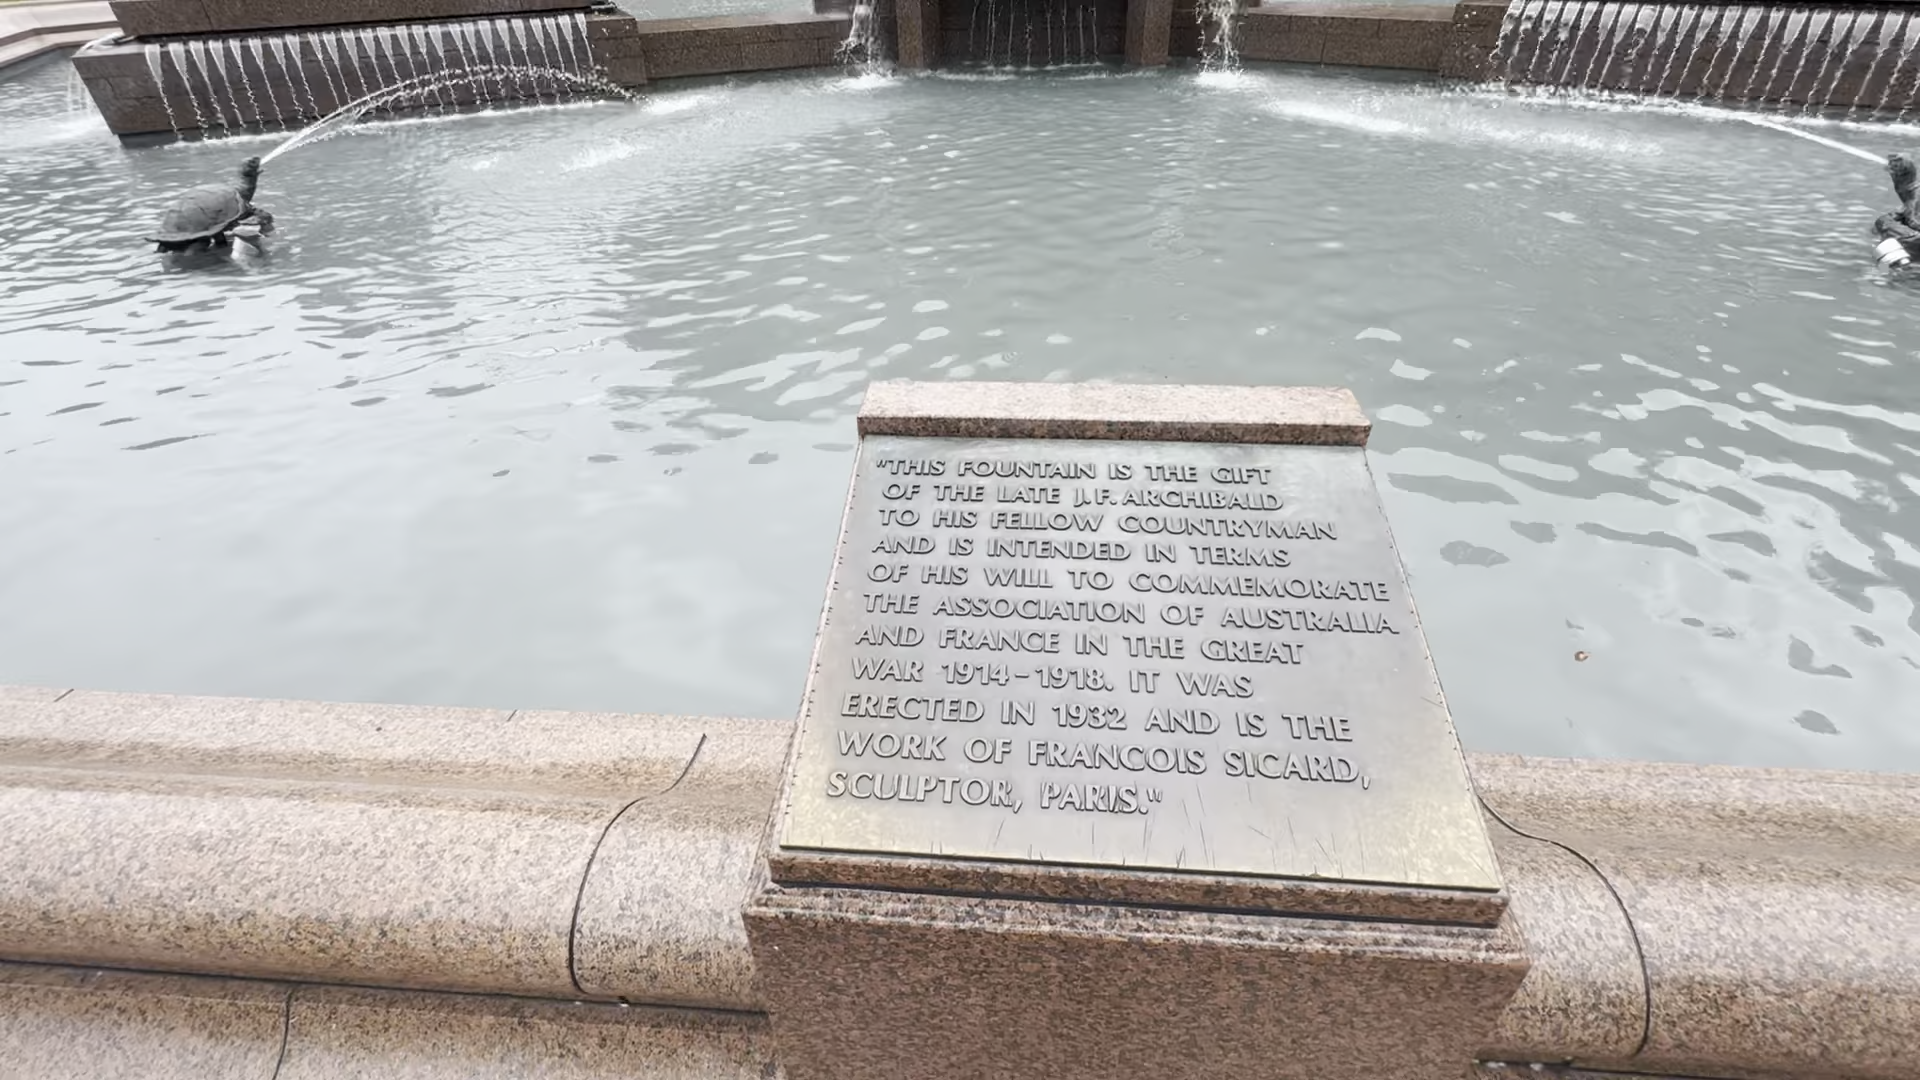 "THIS FOUNTAIN IS THE GIFT
OF THE LATE J.F. ARCHIBALD
TO HIS FELLOW COUNTRYMAN
AND IS INTENDED IN TERMS
OF HIS WILL TO COMMEMORATE
THE ASSOCIATION OF AUSTRALIA
AND FRANCE IN THE GREAT
WAR 1914-1918. IT WAS
ERECTED IN 1932 AND IS THE
WORK OF FRANCOIS SICARD,
SCULPTOR, PARIS."